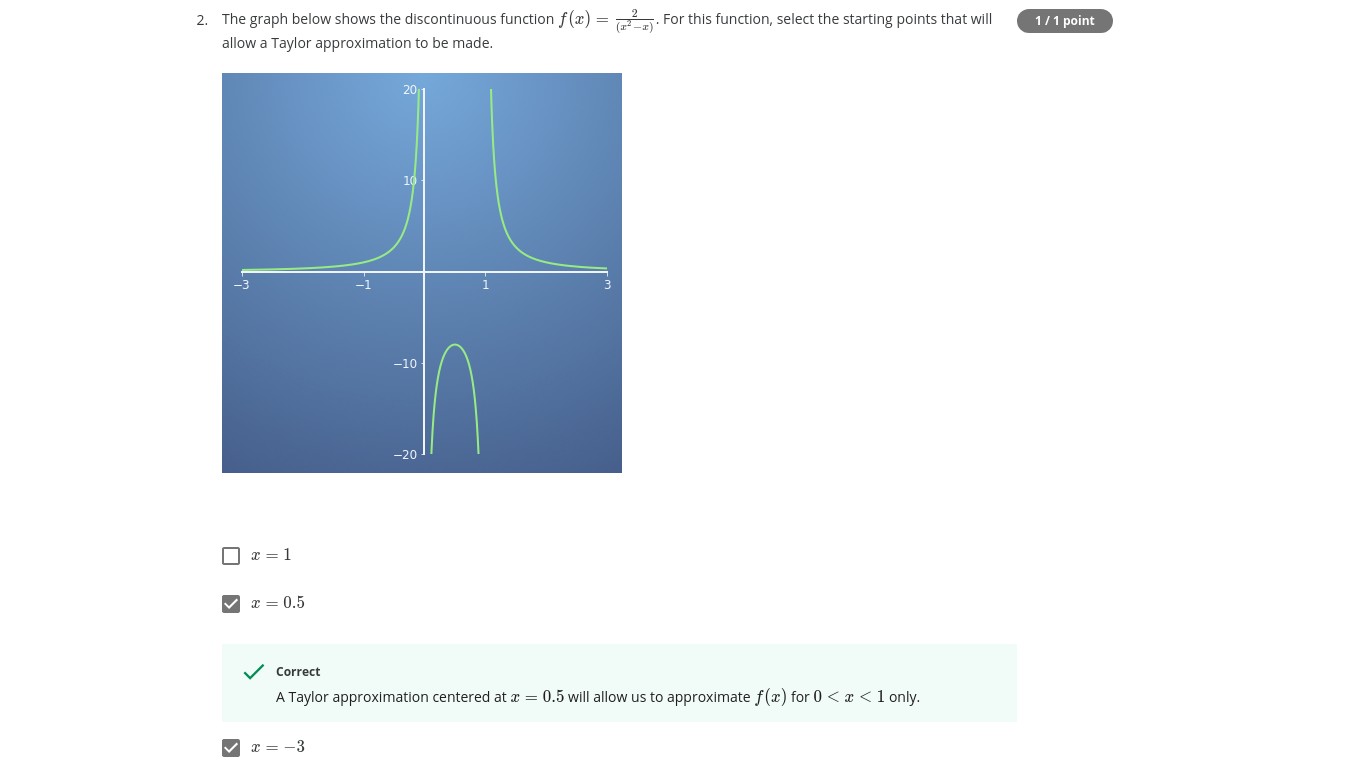 2. The graph below shows the discontinuous function f(x) = 2/(x² − x). For this function, select the starting points that will
1 / 1 point
allow a Taylor approximation to be made.
20
10
−3
−1
1
3
−10
−20
x = 1
x = 0.5
Correct
A Taylor approximation centered at x = 0.5 will allow us to approximate f(x) for 0 < x < 1 only.
x = −3